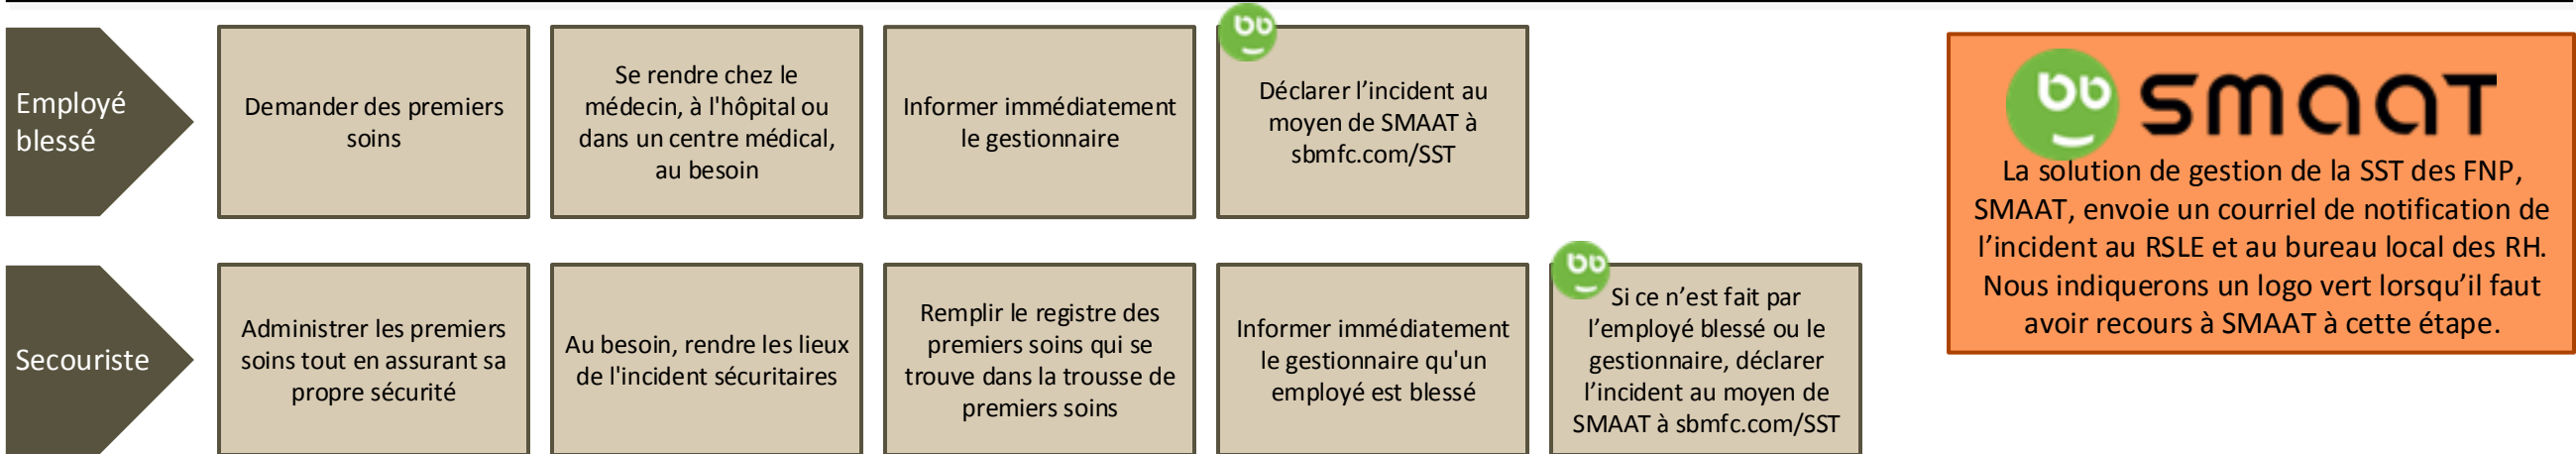 Employé
blessé
Demander des premiers
soins
Se rendre chez le
médecin, à l'hôpital ou
dans un centre médical,
au besoin
Informer immédiatement
le gestionnaire
Déclarer l’incident au
moyen de SMAAT à
sbmfc.com/SST
Secouriste
Administrer les premiers
soins tout en assurant sa
propre sécurité
Au besoin, rendre les lieux
de l'incident sécuritaires
Remplir le registre des
premiers soins qui se
trouve dans la trousse de
premiers soins
Informer immédiatement
le gestionnaire qu'un
employé est blessé
Si ce n’est fait par
l’employé blessé ou le
gestionnaire, déclarer
l’incident au moyen de
SMAAT à sbmfc.com/SST
smaaT
La solution de gestion de la SST des FNP,
SMAAT, envoie un courriel de notification de
l’incident au RSLE et au bureau local des RH.
Nous indiquerons un logo vert lorsqu’il faut
avoir recours à SMAAT à cette étape.